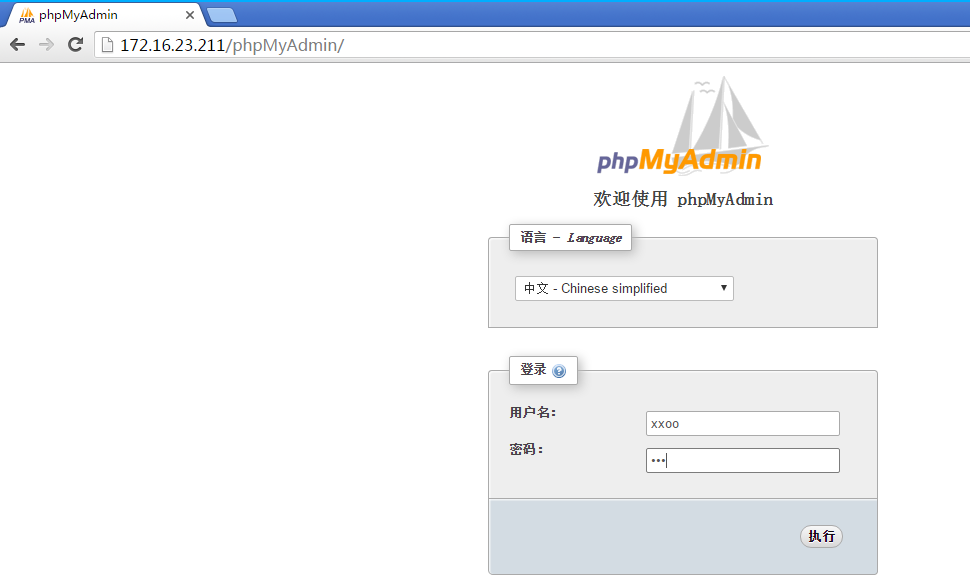 phpMyAdmin
172.16.23.211/phpMyAdmin/
phpMyAdmin
欢迎使用 phpMyAdmin
语言 - Language
中文 - Chinese simplified
登录
用户名:
xxoo
密码:
•••
执行